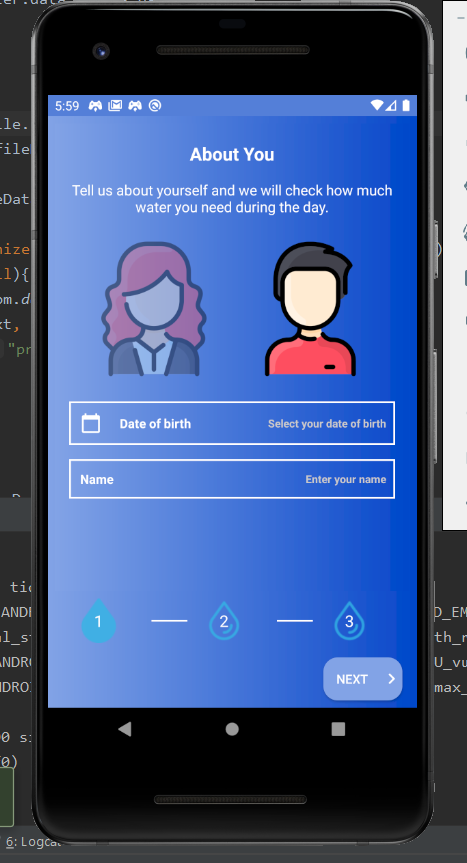 5:59
About You
Tell us about yourself and we will check how much
water you need during the day.
Date of birth
Select your date of birth
Name
Enter your name
1
2
3
NEXT
6: Logcat